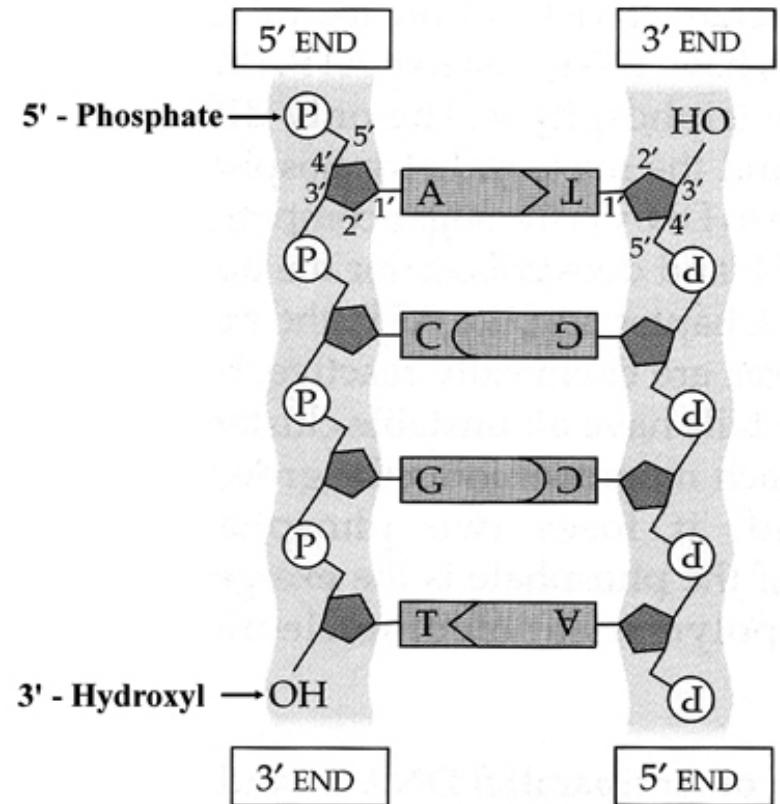 5′ END
3′ END
5' - Phosphate
P
5′
HO
4′
2′
3′
A
T
3′
2′
1′
1′
4′
5′
P
P
C
G
P
P
G
C
P
P
T
A
3' - Hydroxyl
OH
P
3′ END
5′ END